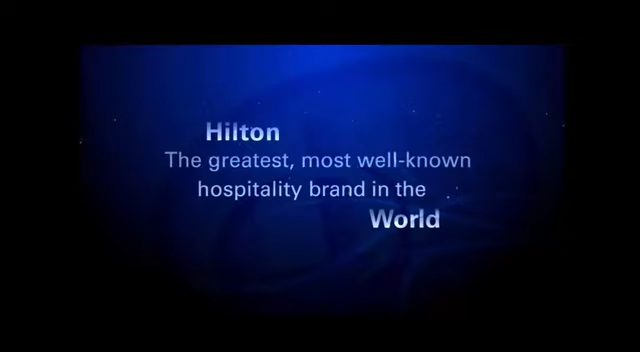 Hilton
The greatest, most well-known
hospitality brand in the
World